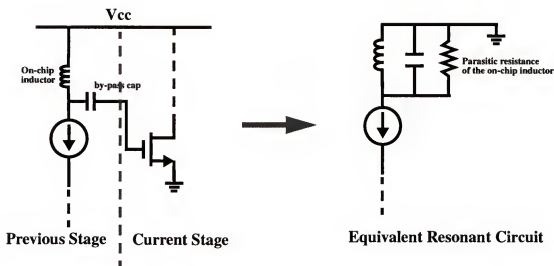 Vcc
On-chip
inductor
by-pass cap
Parasitic resistance
of the on-chip inductor
Previous Stage
Current Stage
Equivalent Resonant Circuit